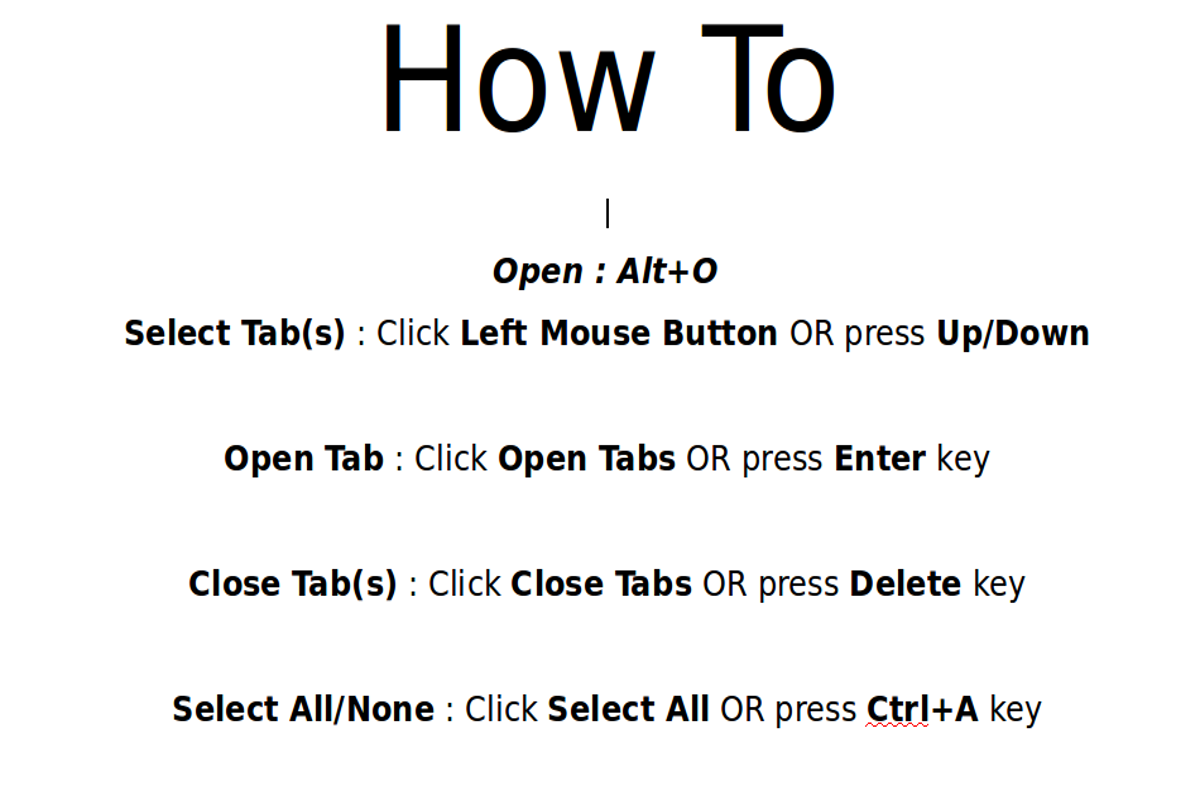 How To
Open : Alt+O
Select Tab(s) : Click Left Mouse Button OR press Up/Down
Open Tab : Click Open Tabs OR press Enter key
Close Tab(s) : Click Close Tabs OR press Delete key
Select All/None : Click Select All OR press Ctrl+A key